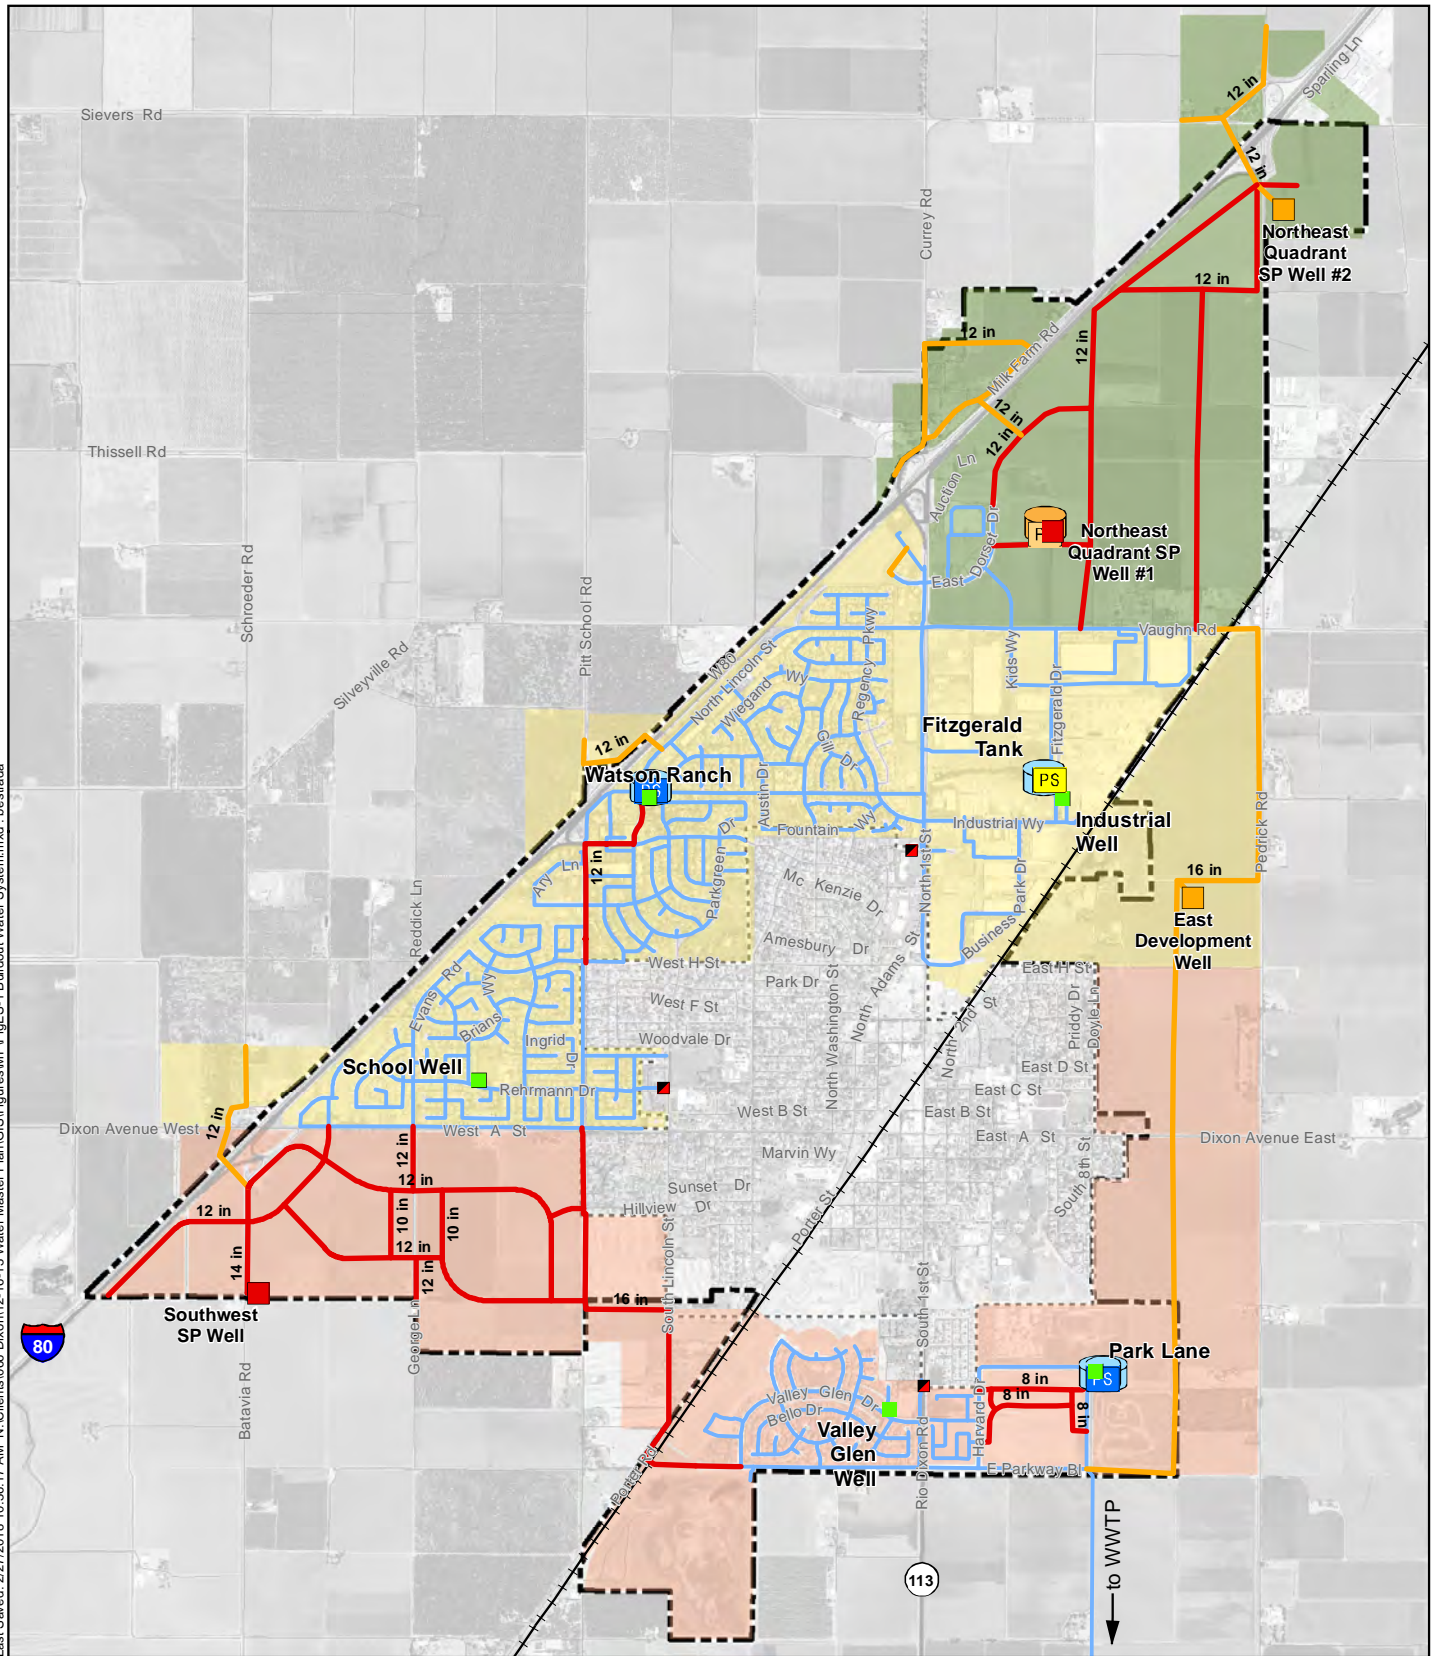 Sparling Ln
12 in
Sievers Rd
12 in
Currey Rd
Northeast
Quadrant
SP Well #2
12 in
12 in
12 in
Milk Farm Rd
12 in
12 in
Thissell Rd
Auction Ln
Dorset Dr
Northeast
Quadrant SP
Well #1
East
Schroeder Rd
Pitt School Rd
Silveyville Rd
Vaughn Rd
Kids Wy
Regency Pkwy
W80
North Lincoln St
Wiegand Wy
Gill Dr
Fitzgerald Dr
Fitzgerald
Tank
PS
12 in
Watson Ranch
Austin Dr
Fountain Wy
Industrial Wy
Industrial
Well
Pedrick Rd
North 1st St
Park Dr
Business
16 in
East
Development
Well
12 in
Ary Ln
Parkgreen Dr
Mc Kenzie Dr
Amesbury Dr
Reddick Ln
West H St
Park Dr
North Adams St
East H St
West F St
North Washington St
North 2nd St
Priddy Dr
Doyle Ln
Evans Rd
Wy
Brians
Ingrid Dr
Woodvale Dr
School Well
Rehrmann Dr
East D St
East C St
West B St
East B St
Dixon Avenue West
12 in
West A St
East A St
Dixon Avenue East
Marvin Wy
12 in
12 in
Sunset Dr
Hillview Dr
South 8th St
12 in
10 in
10 in
14 in
12 in
12 in
Porter St
South Lincoln St
16 in
South 1st St
Southwest
SP Well
80
George Ln
Batavia Rd
Park Lane
PS
8 in
8 in
8 in
Valley Glen Dr
Bello Dr
Valley
Glen
Well
Harvard Dr
Rio Dixon Rd
E Parkway Bl
Porter Rd
113
to WWTP